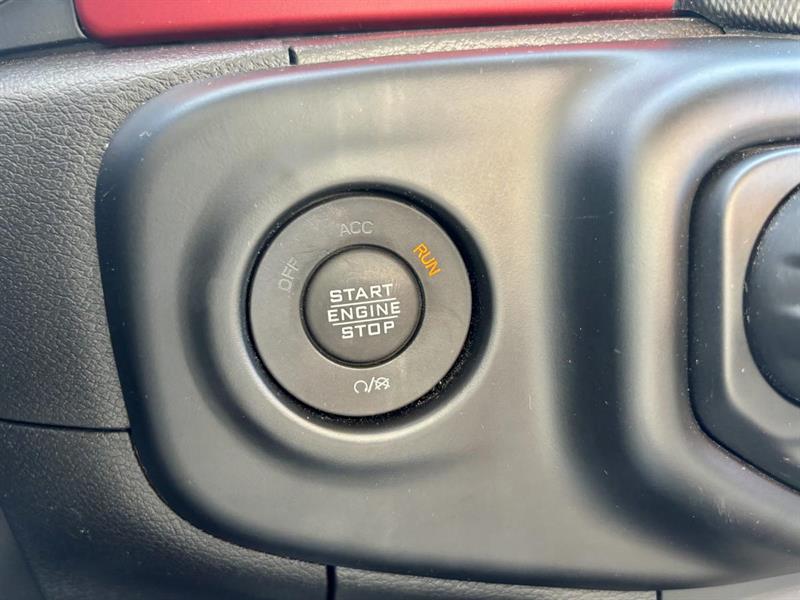 OFF
ACC
RUN
START
ENGINE
STOP